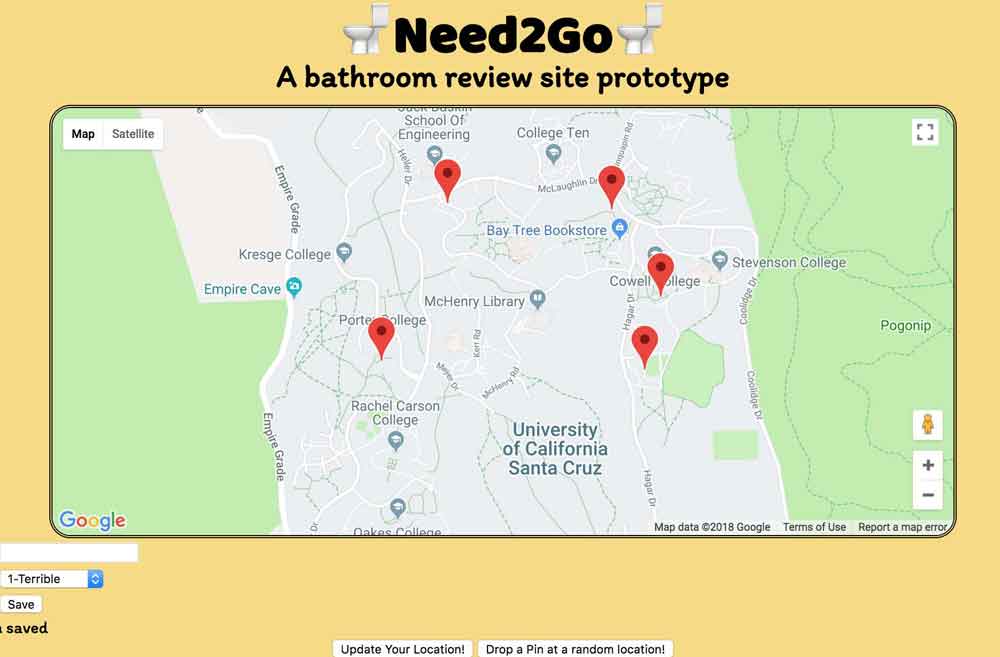 Need2Go
A bathroom review site prototype
Map Satellite
School Of
Engineering
College Ten
Heller Dr
McLaughlin Dr
Empire Grade
Bay Tree Bookstore
Kresge College
Stevenson College
Empire Cave
Cowell College
McHenry Library
Hagar Dr
Coolidge Dr
Porter College
Pogonip
Kerr Rd
Meyer Dr
McHenry Rd
Coolidge Dr
Rachel Carson
College
Empire Grade
University
of California
Santa Cruz
Hagar Dr
Oakes College
Google
Map data ©2018 Google Terms of Use Report a map error
1-Terrible
Save
saved
Update Your Location! Drop a Pin at a random location!